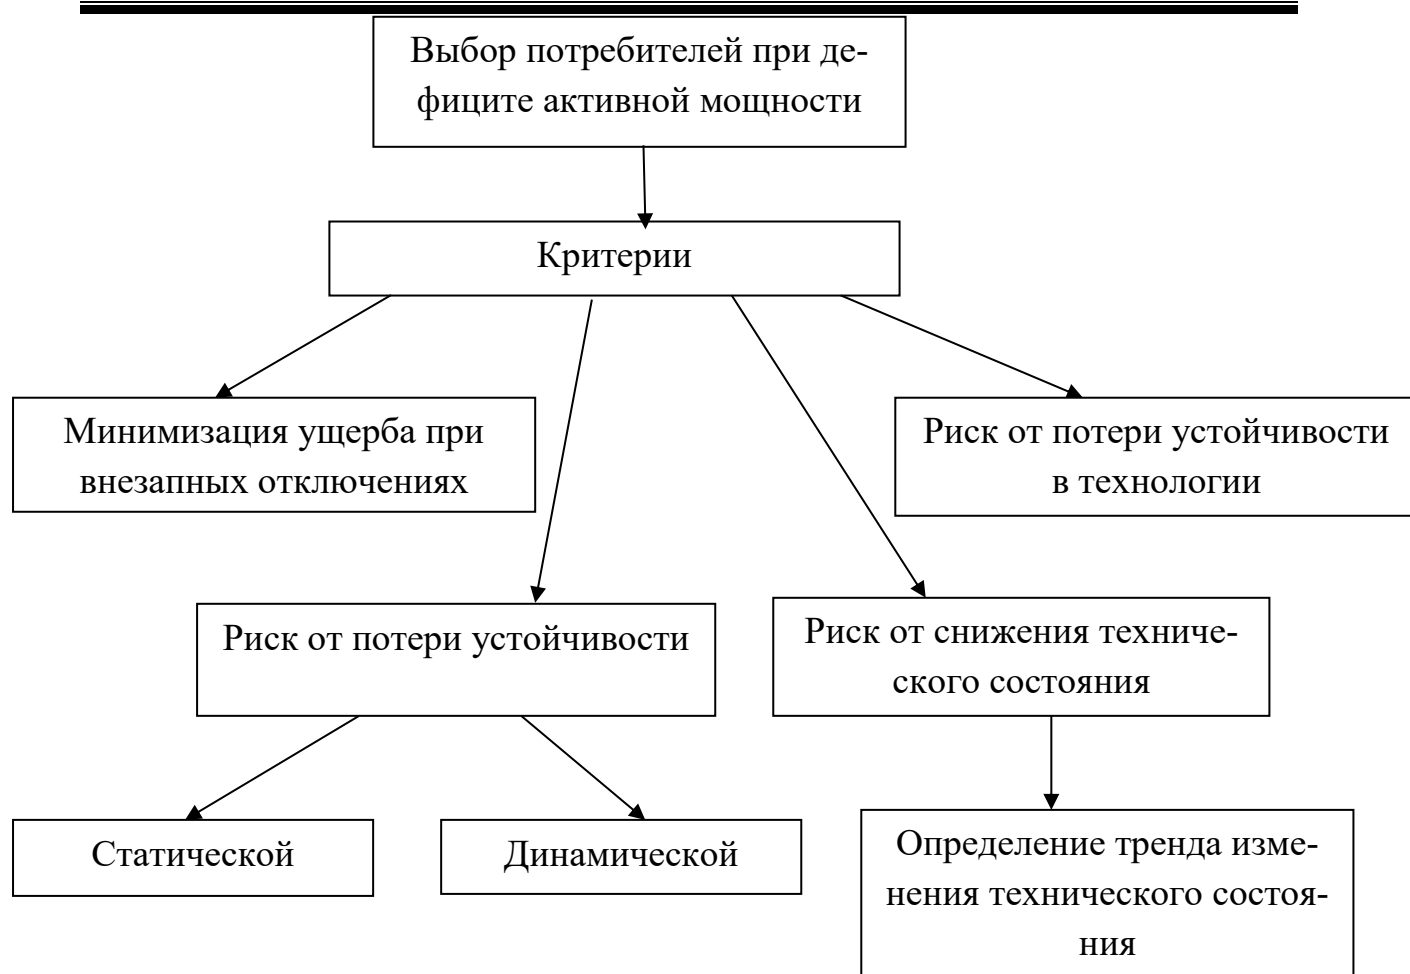 Выбор потребителей при де-
фиците активной мощности
Критерии
Минимизация ущерба при
внезапных отключениях
Риск от потери устойчивости
в технологии
Риск от потери устойчивости
Риск от снижения техниче-
ского состояния
Статической
Динамической
Определение тренда изме-
нения технического состоя-
ния